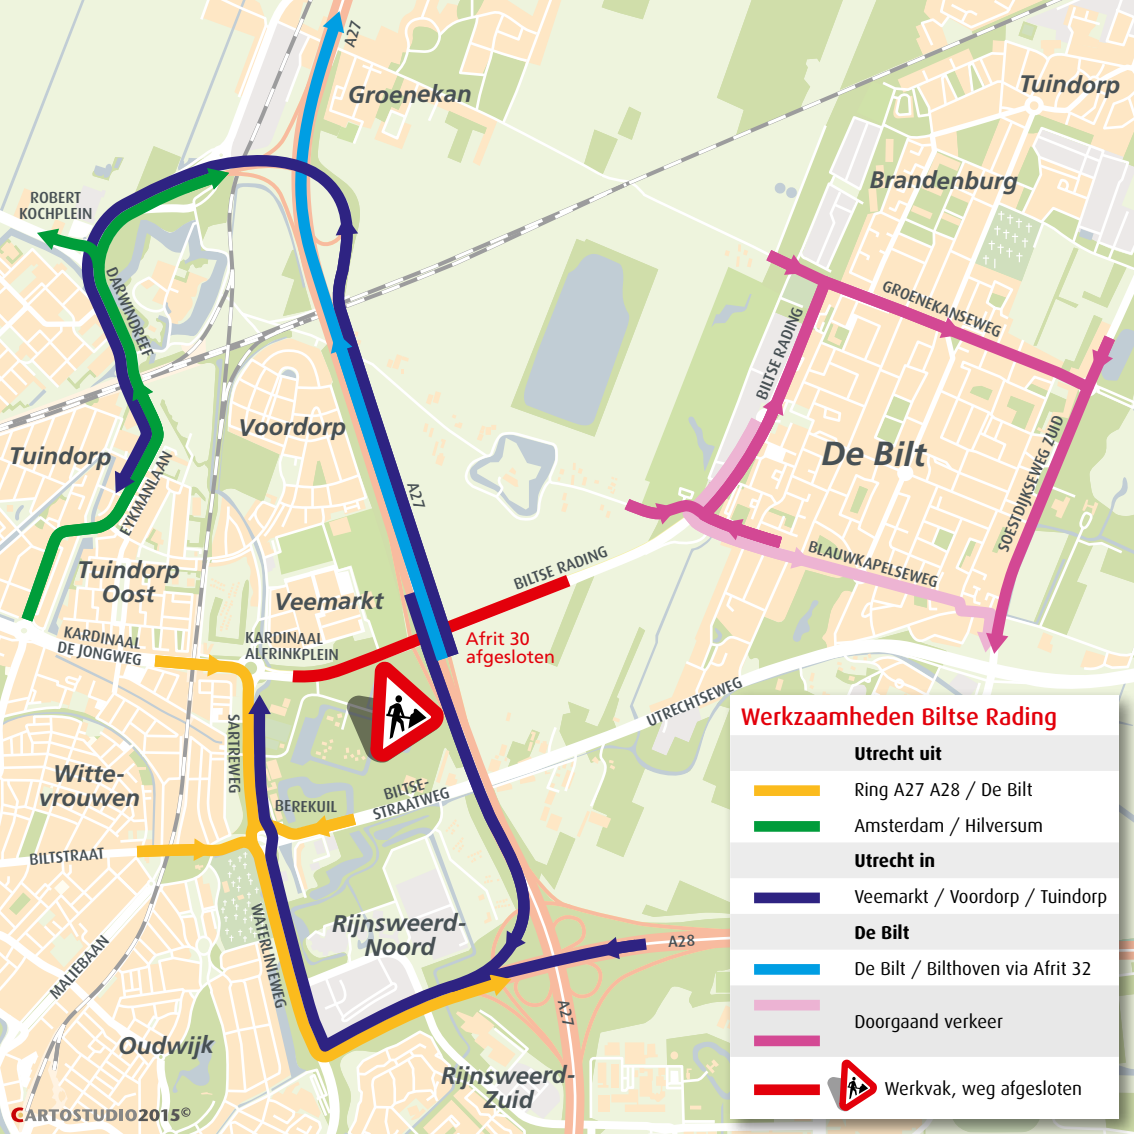 A27
Groenekan
Tuindorp
Brandenburg
ROBERT
KOCHPLEIN
DARWINDREEF
GROENEKANSEWEG
BILTSE RADING
Voordorp
Tuindorp
De Bilt
EYKMANLAAN
A27
SOESTDIJKSEWEG ZUID
BLAUWKAPELSEWEG
BILTSE RADING
Tuindorp
Oost
Veemarkt
KARDINAAL
DE JONGWEG
KARDINAAL
ALFRINKPLEIN
Afrit 30
afgesloten
UTRECHTSEWEG
SARTREWEG
Witte-
vrouwen
BEREKUIL
BILTSE-
STRAATWEG
BILTSTRAAT
WATERLINIEWEG
Rijnsweerd-
Noord
MALIEBAAN
A28
A27
Oudwijk
Rijnsweerd-
Zuid
CARTOSTUDIO2015©
Werkzaamheden Biltse Rading
Utrecht uit
Ring A27 A28 / De Bilt
Amsterdam / Hilversum
Utrecht in
Veemarkt / Voordorp / Tuindorp
De Bilt
De Bilt / Bilthoven via Afrit 32
Doorgaand verkeer
Werkvak, weg afgesloten